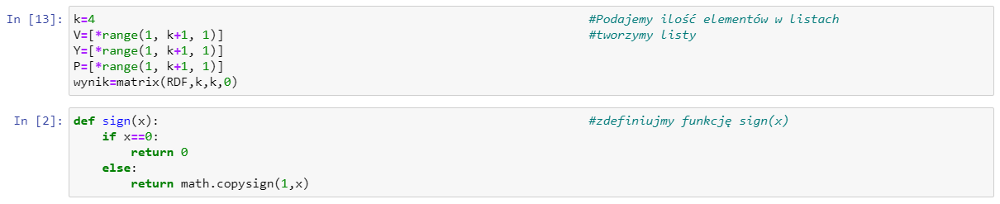 In [13]: k=4 #Podajemy ilość elementów w listach
V=[*range(1, k+1, 1)] #tworzymy listy
Y=[*range(1, k+1, 1)]
P=[*range(1, k+1, 1)]
wynik=matrix(RDF,k,k,0)
In [2]: def sign(x): #zdefiniujmy funkcję sign(x)
    if x==0:
        return 0
    else:
        return math.copysign(1,x)